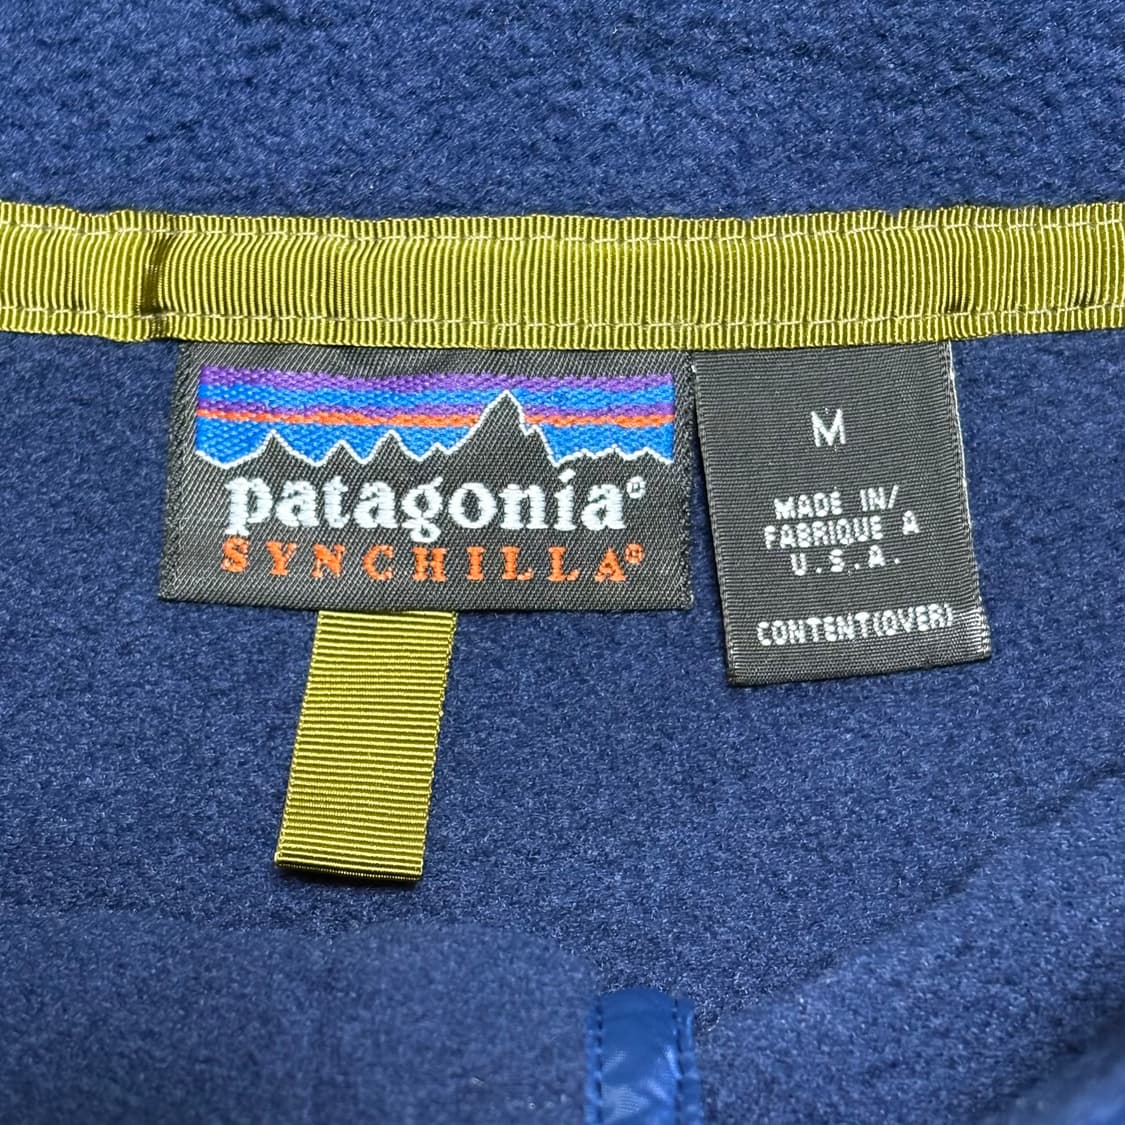 patagonia®
SYNCHILLA®
M
MADE IN/
FABRIQUE A
U.S.A.
CONTENT(OVER)